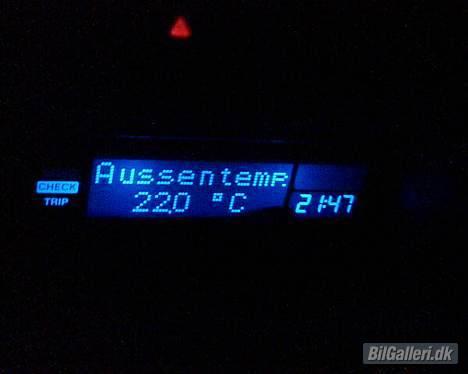 CHECK
TRIP
Aussentemp.
22.0 °C
21:47
BilGalleri.dk